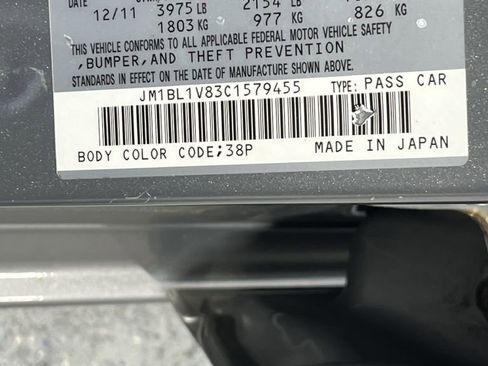 DATE
12/11 3975 LB 2154 LB
1803 KG 977 KG 826 KG
THIS VEHICLE CONFORMS TO ALL APPLICABLE FEDERAL MOTOR VEHICLE SAFETY
,BUMPER,AND THEFT PREVENTION
STANDARDS IN EFFECT ON THE DATE OF MANUFACTURE SHOWN ABOVE.
JM1BL1V83C1579455 TYPE: PASS CAR
BODY COLOR CODE;38P MADE IN JAPAN